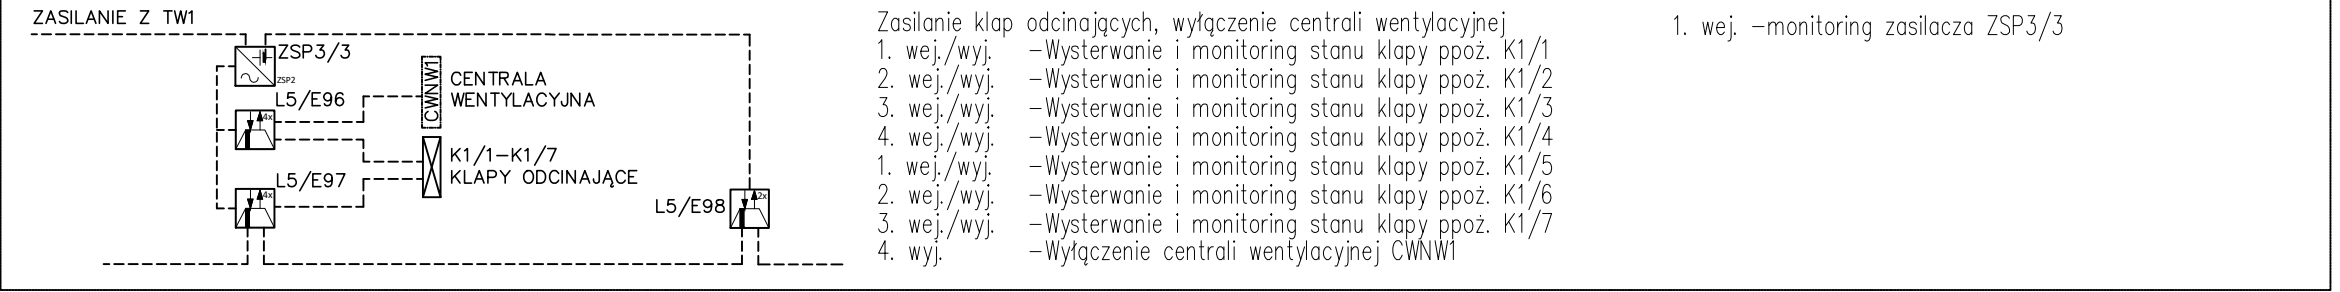 ZASILANIE Z TW1
ZSP3/3
ZSP2
L5/E96
4x
CWNW1
CENTRALA
WENTYLACYJNA
K1/1-K1/7
KLAPY ODCINAJĄCE
L5/E97
4x
L5/E98
2x
Zasilanie klap odcinających, wyłączenie centrali wentylacyjnej
1. wej./wyj. -Wysterwanie i monitoring stanu klapy ppoż. K1/1
2. wej./wyj. -Wysterwanie i monitoring stanu klapy ppoż. K1/2
3. wej./wyj. -Wysterwanie i monitoring stanu klapy ppoż. K1/3
4. wej./wyj. -Wysterwanie i monitoring stanu klapy ppoż. K1/4
1. wej./wyj. -Wysterwanie i monitoring stanu klapy ppoż. K1/5
2. wej./wyj. -Wysterwanie i monitoring stanu klapy ppoż. K1/6
3. wej./wyj. -Wysterwanie i monitoring stanu klapy ppoż. K1/7
4. wyj. -Wyłączenie centrali wentylacyjnej CWNW1
1. wej. -monitoring zasilacza ZSP3/3